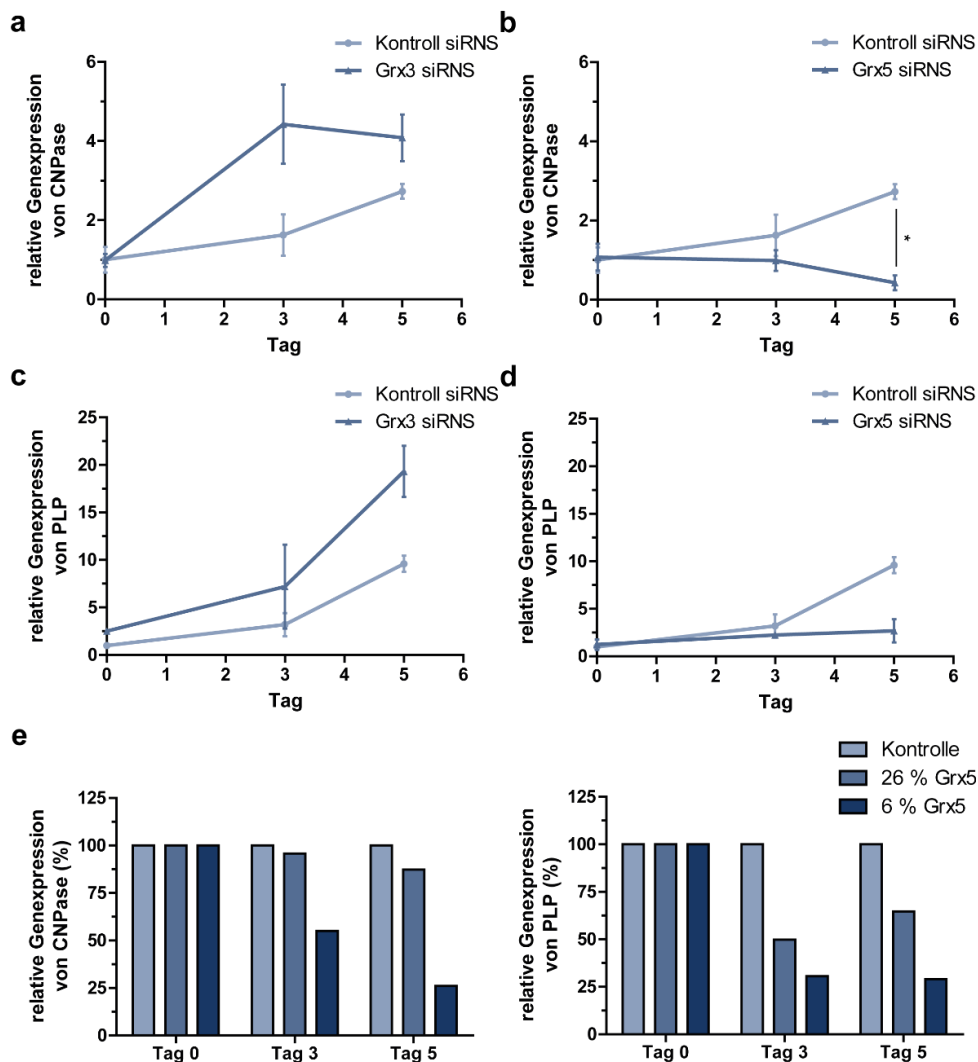 a
Kontroll siRNS
Grx3 siRNS
relative Genexpression
von CNPase
6
4
2
0
0 1 2 3 4 5 6
Tag
b
Kontroll siRNS
Grx5 siRNS
relative Genexpression
von CNPase
6
4
2
0
*
0 1 2 3 4 5 6
Tag
c
Kontroll siRNS
Grx3 siRNS
relative Genexpression
von PLP
25
20
15
10
5
0
0 1 2 3 4 5 6
Tag
d
Kontroll siRNS
Grx5 siRNS
relative Genexpression
von PLP
25
20
15
10
5
0
0 1 2 3 4 5 6
Tag
e
relative Genexpression
von CNPase (%)
125
100
75
50
25
0
Tag 0 Tag 3 Tag 5
Kontrolle
26 % Grx5
6 % Grx5
relative Genexpression
von PLP (%)
125
100
75
50
25
0
Tag 0 Tag 3 Tag 5